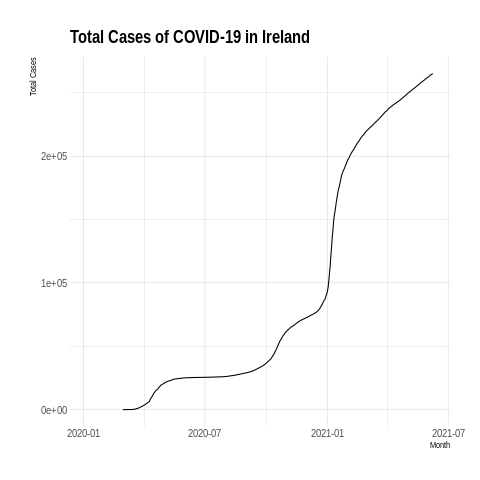 Total Cases of COVID-19 in Ireland
Total Cases
2e+05
1e+05
0e+00
2020-01
2020-07
2021-01
2021-07
Month